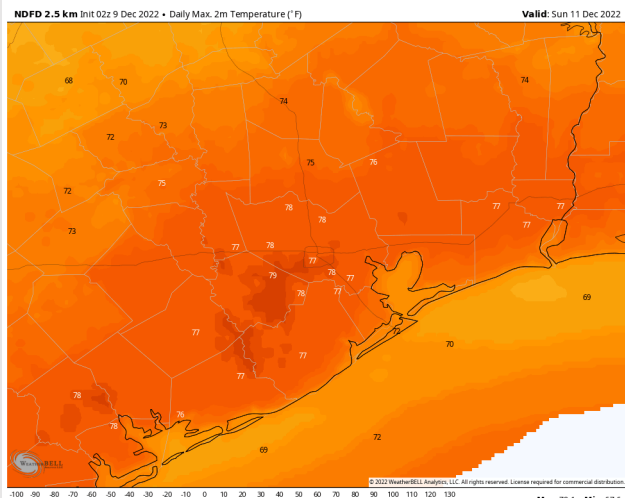 NDFD 2.5 km Init 02z 9 Dec 2022 • Daily Max. 2m Temperature (°F) Valid: Sun 11 Dec 2022
68 70 74 74
73
72
75 76
75
72
78 77 77
78 77
73
77 78
77
79 78 77
78 77
69
72
77 70
77
77
78
76
78
72
69
WEATHERBELL
© 2022 WeatherBELL Analytics, LLC. All rights reserved. License required for commercial distribution.
-100 -90 -80 -70 -60 -50 -40 -30 -20 -10 0 10 20 30 40 50 60 70 80 90 100 110 120 130